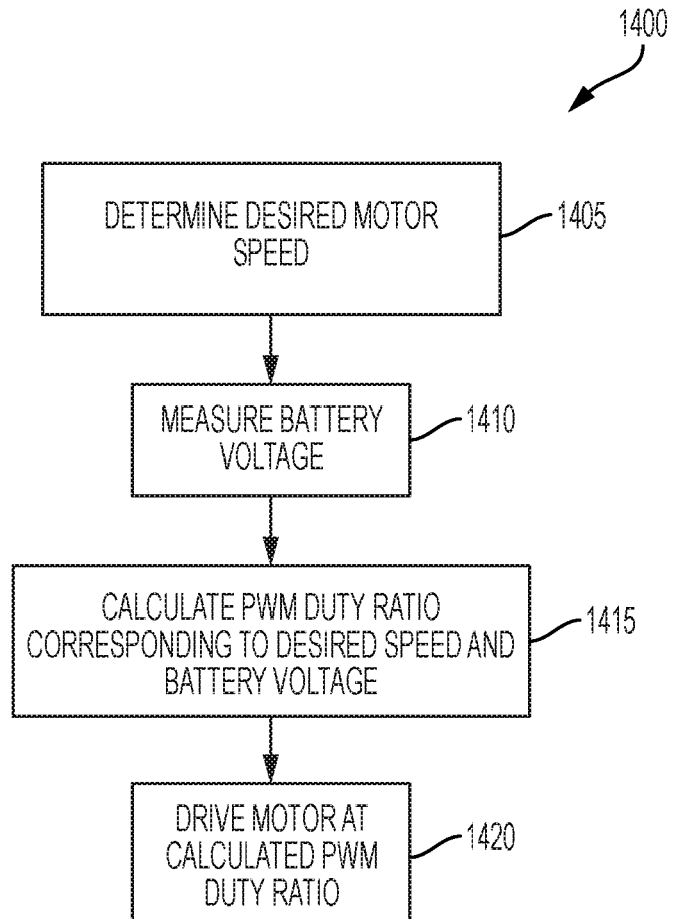 1400
DETERMINE DESIRED MOTOR
SPEED
1405
MEASURE BATTERY
VOLTAGE
1410
CALCULATE PWM DUTY RATIO
CORRESPONDING TO DESIRED SPEED AND
BATTERY VOLTAGE
1415
DRIVE MOTOR AT
CALCULATED PWM
DUTY RATIO
1420